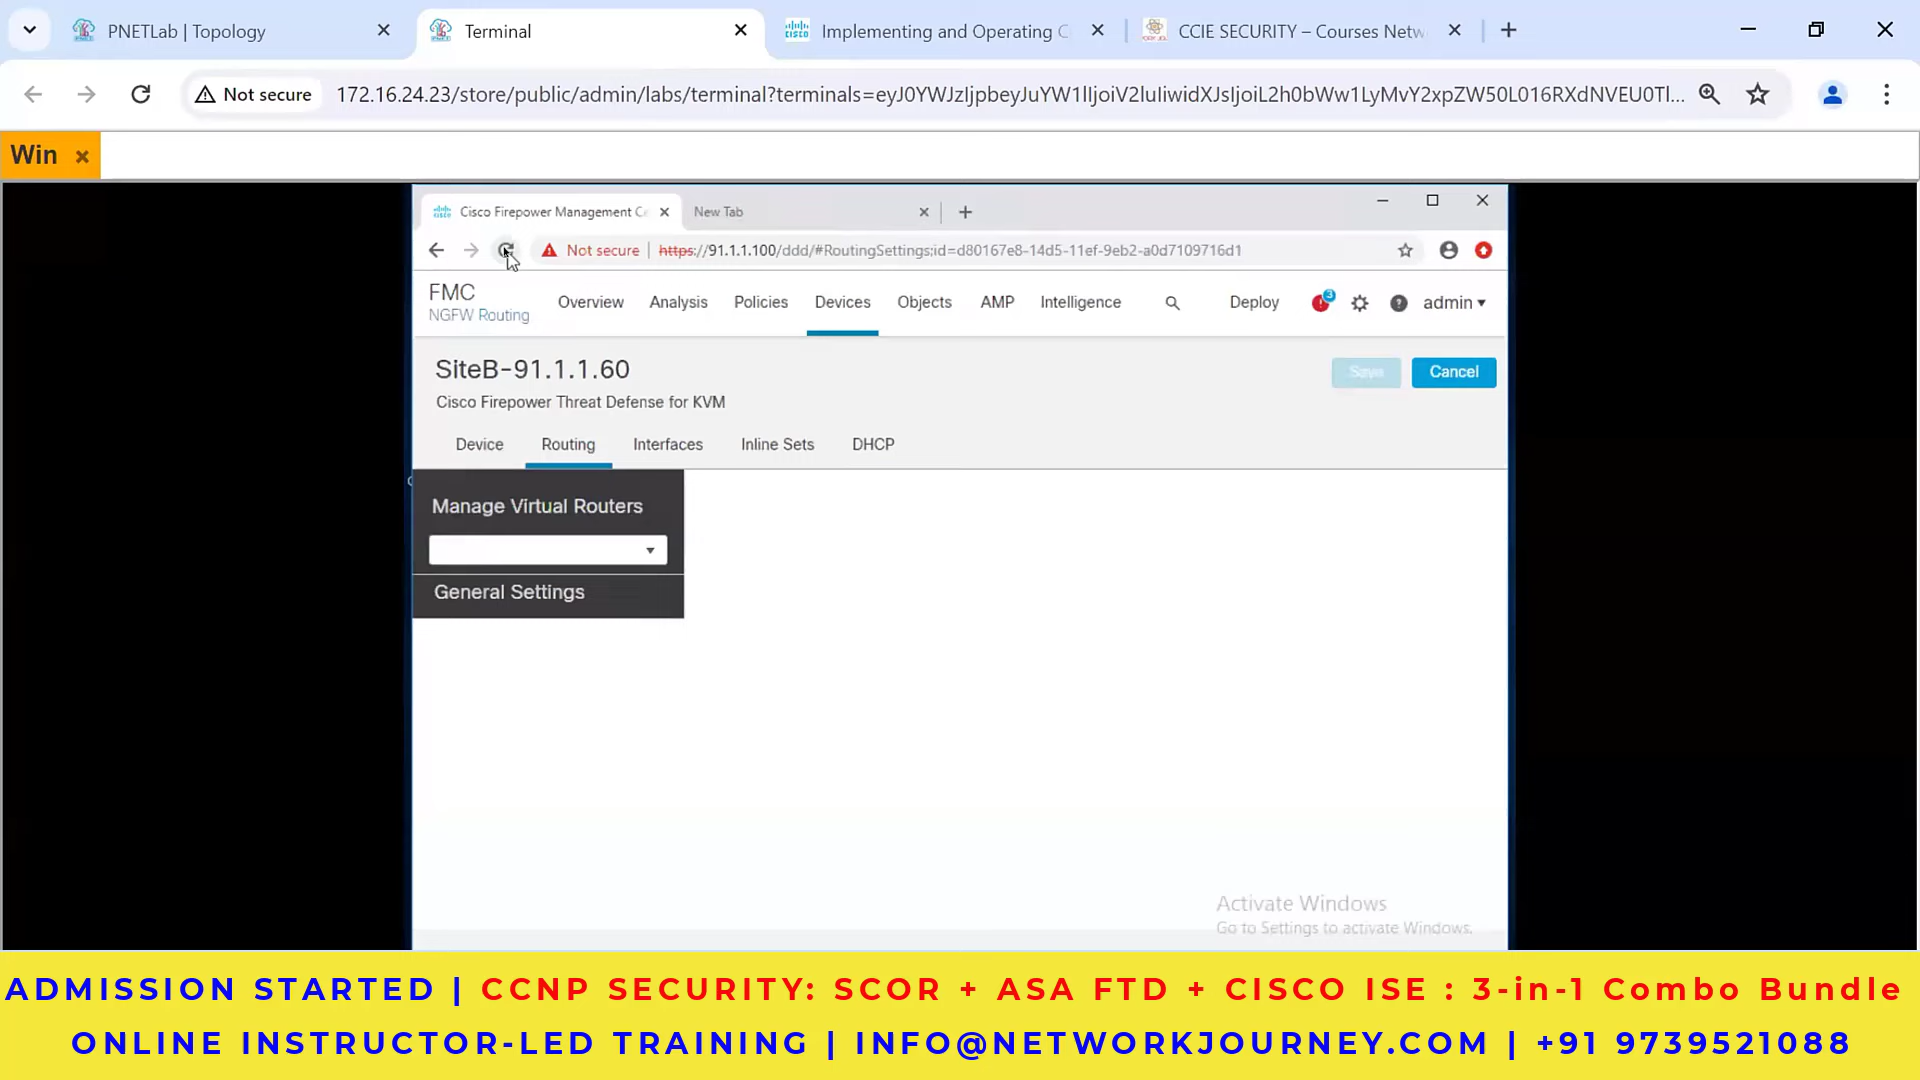 PNETLab | Topology
Terminal
Implementing and Operating C
CCIE SECURITY – Courses Netw
Not secure
172.16.24.23/store/public/admin/labs/terminal?terminals=eyJ0YWJzIjpbeyJuYW1lIjoiV2luIiwidXJsIjoiL2h0bWw1LyMvY2xpZW50L016RXdNVEU0Tl...
Win
Cisco Firepower Management Ce
New Tab
Not secure
https://91.1.1.100/ddd/#RoutingSettings;id=d80167e8-14d5-11ef-9eb2-a0d7109716d1
FMC
NGFW Routing
Overview
Analysis
Policies
Devices
Objects
AMP
Intelligence
Deploy
3
admin
SiteB-91.1.1.60
Save
Cancel
Cisco Firepower Threat Defense for KVM
Device
Routing
Interfaces
Inline Sets
DHCP
Manage Virtual Routers
General Settings
Activate Windows
Go to Settings to activate Windows.
ADMISSION STARTED | CCNP SECURITY: SCOR + ASA FTD + CISCO ISE : 3-in-1 Combo Bundle
ONLINE INSTRUCTOR-LED TRAINING | INFO@NETWORKJOURNEY.COM | +91 9739521088